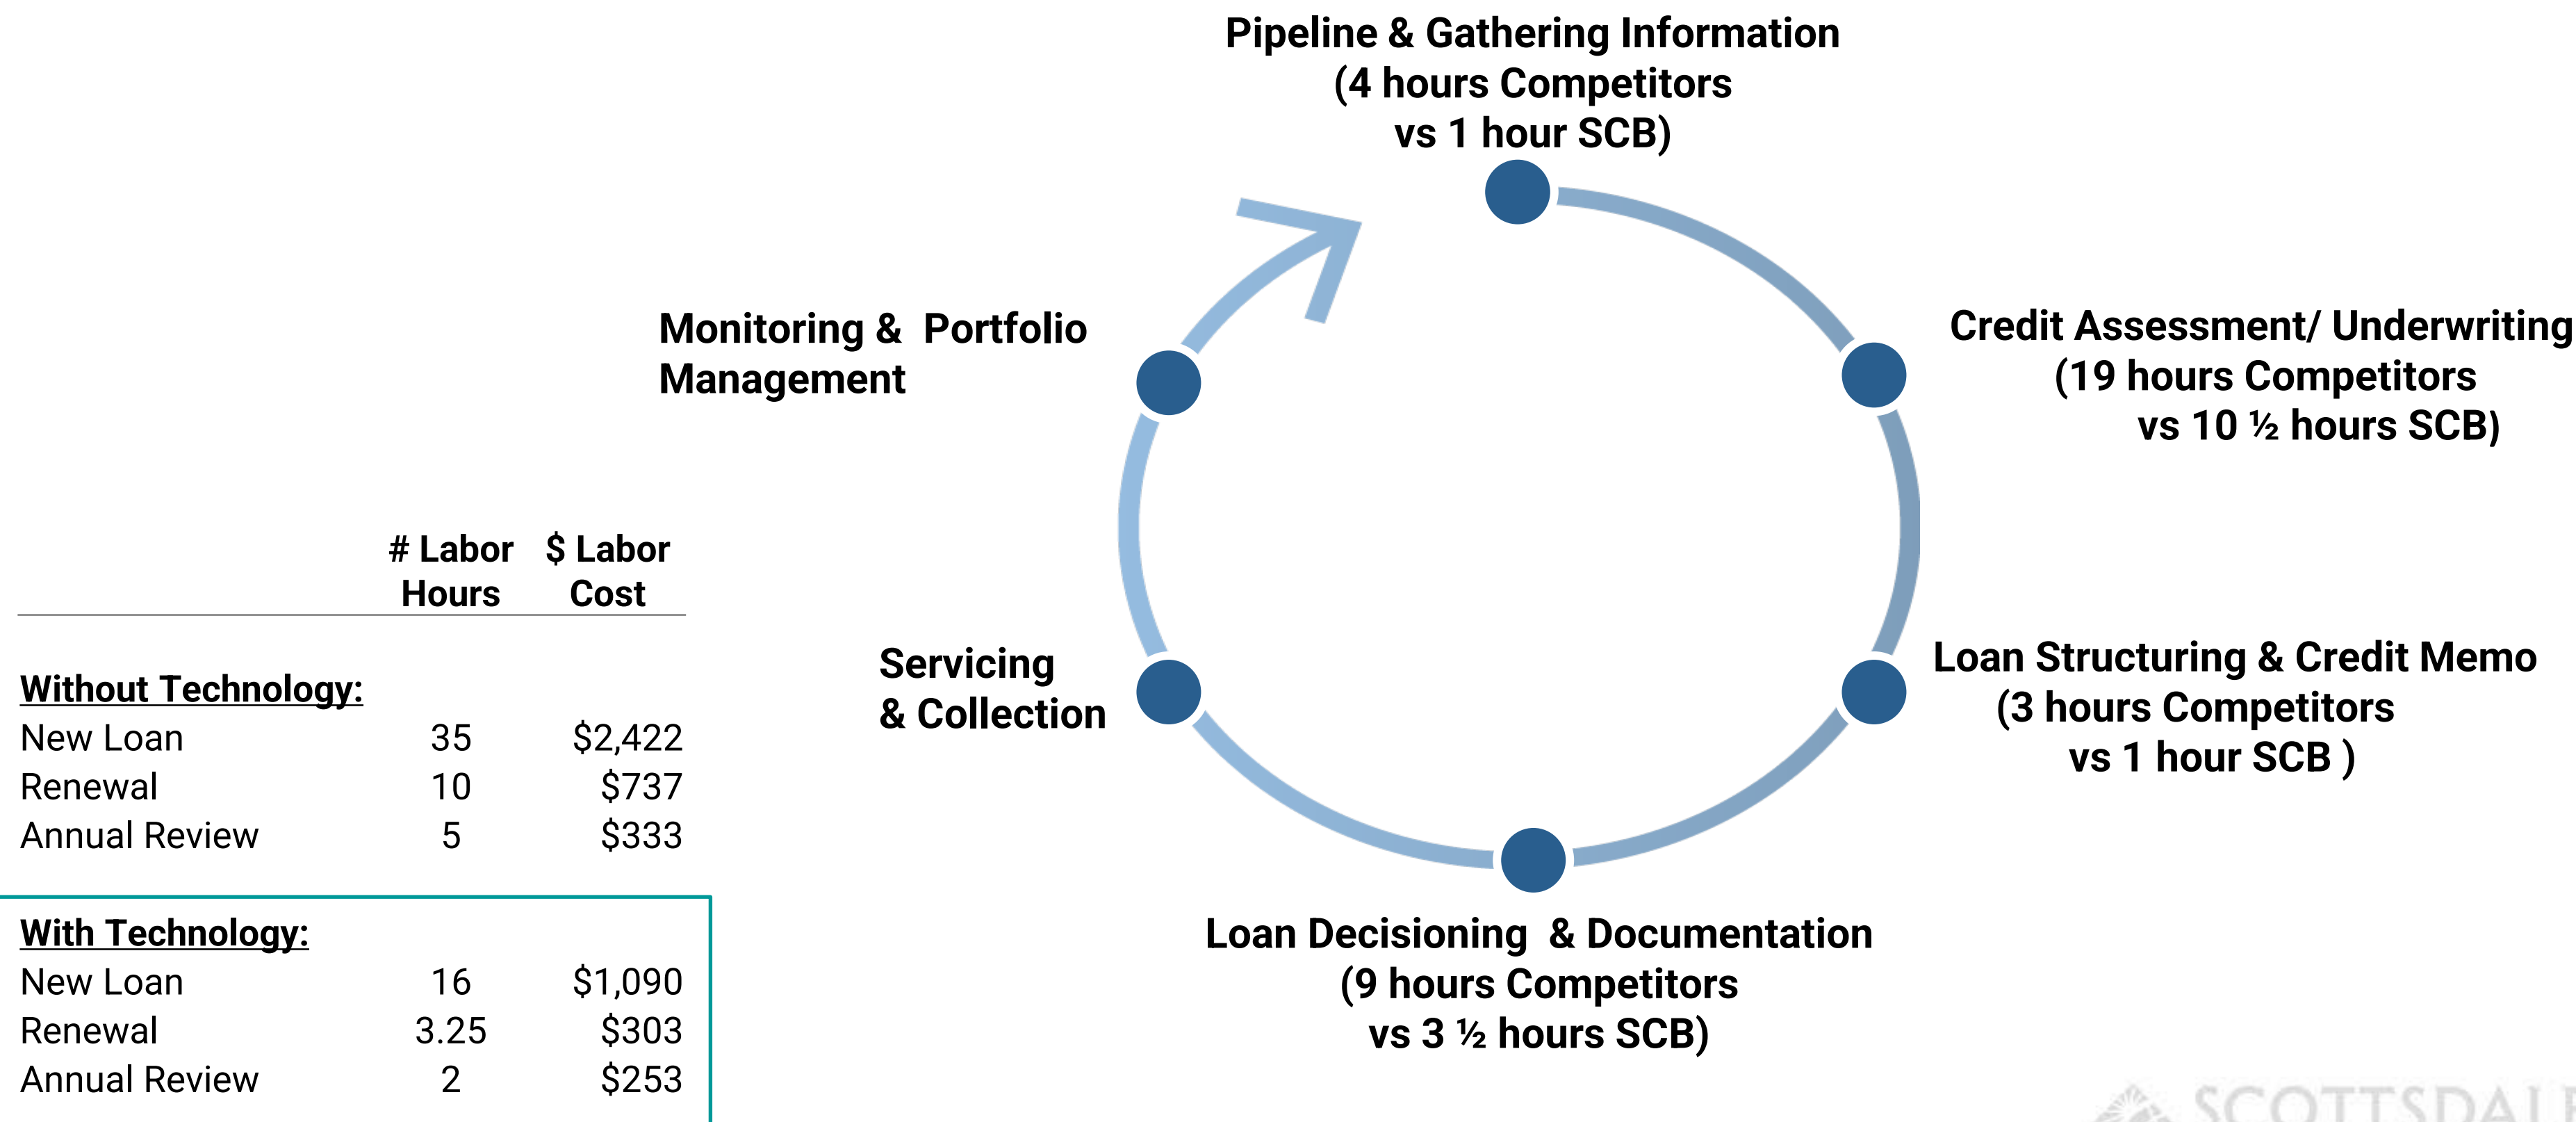 Pipeline & Gathering Information
(4 hours Competitors
vs 1 hour SCB)
Credit Assessment/ Underwriting
(19 hours Competitors
vs 10 ½ hours SCB)
Loan Structuring & Credit Memo
(3 hours Competitors
vs 1 hour SCB )
Loan Decisioning & Documentation
(9 hours Competitors
vs 3 ½ hours SCB)
Servicing
& Collection
Monitoring & Portfolio
Management
# Labor $ Labor
Hours Cost
Without Technology:
New Loan 35 $2,422
Renewal 10 $737
Annual Review 5 $333
With Technology:
New Loan 16 $1,090
Renewal 3.25 $303
Annual Review 2 $253
SCOTTSDALE